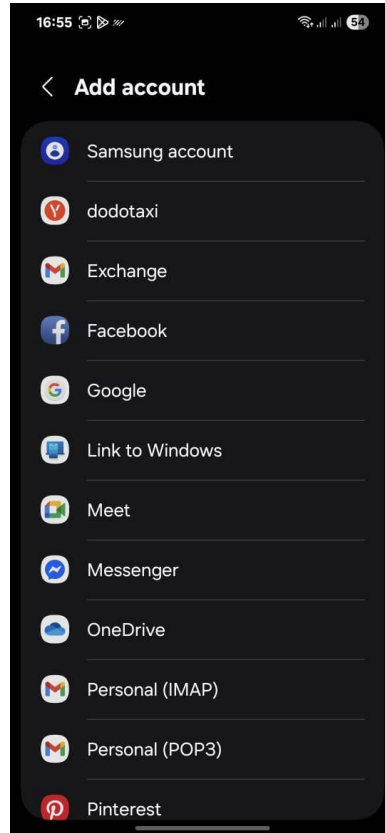 16:55 54
Add account
Samsung account
dodotaxi
Exchange
Facebook
Google
Link to Windows
Meet
Messenger
OneDrive
Personal (IMAP)
Personal (POP3)
Pinterest